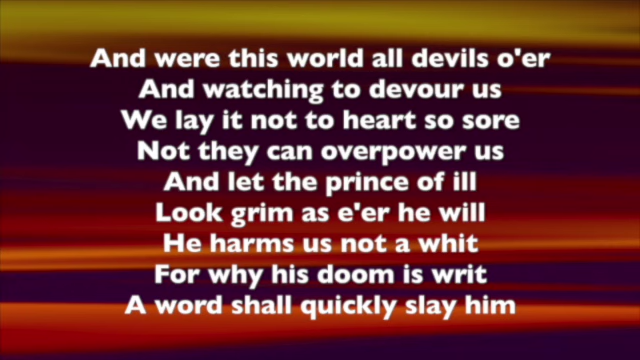 And were this world all devils o'er
And watching to devour us
We lay it not to heart so sore
Not they can overpower us
And let the prince of ill
Look grim as e'er he will
He harms us not a whit
For why his doom is writ
A word shall quickly slay him